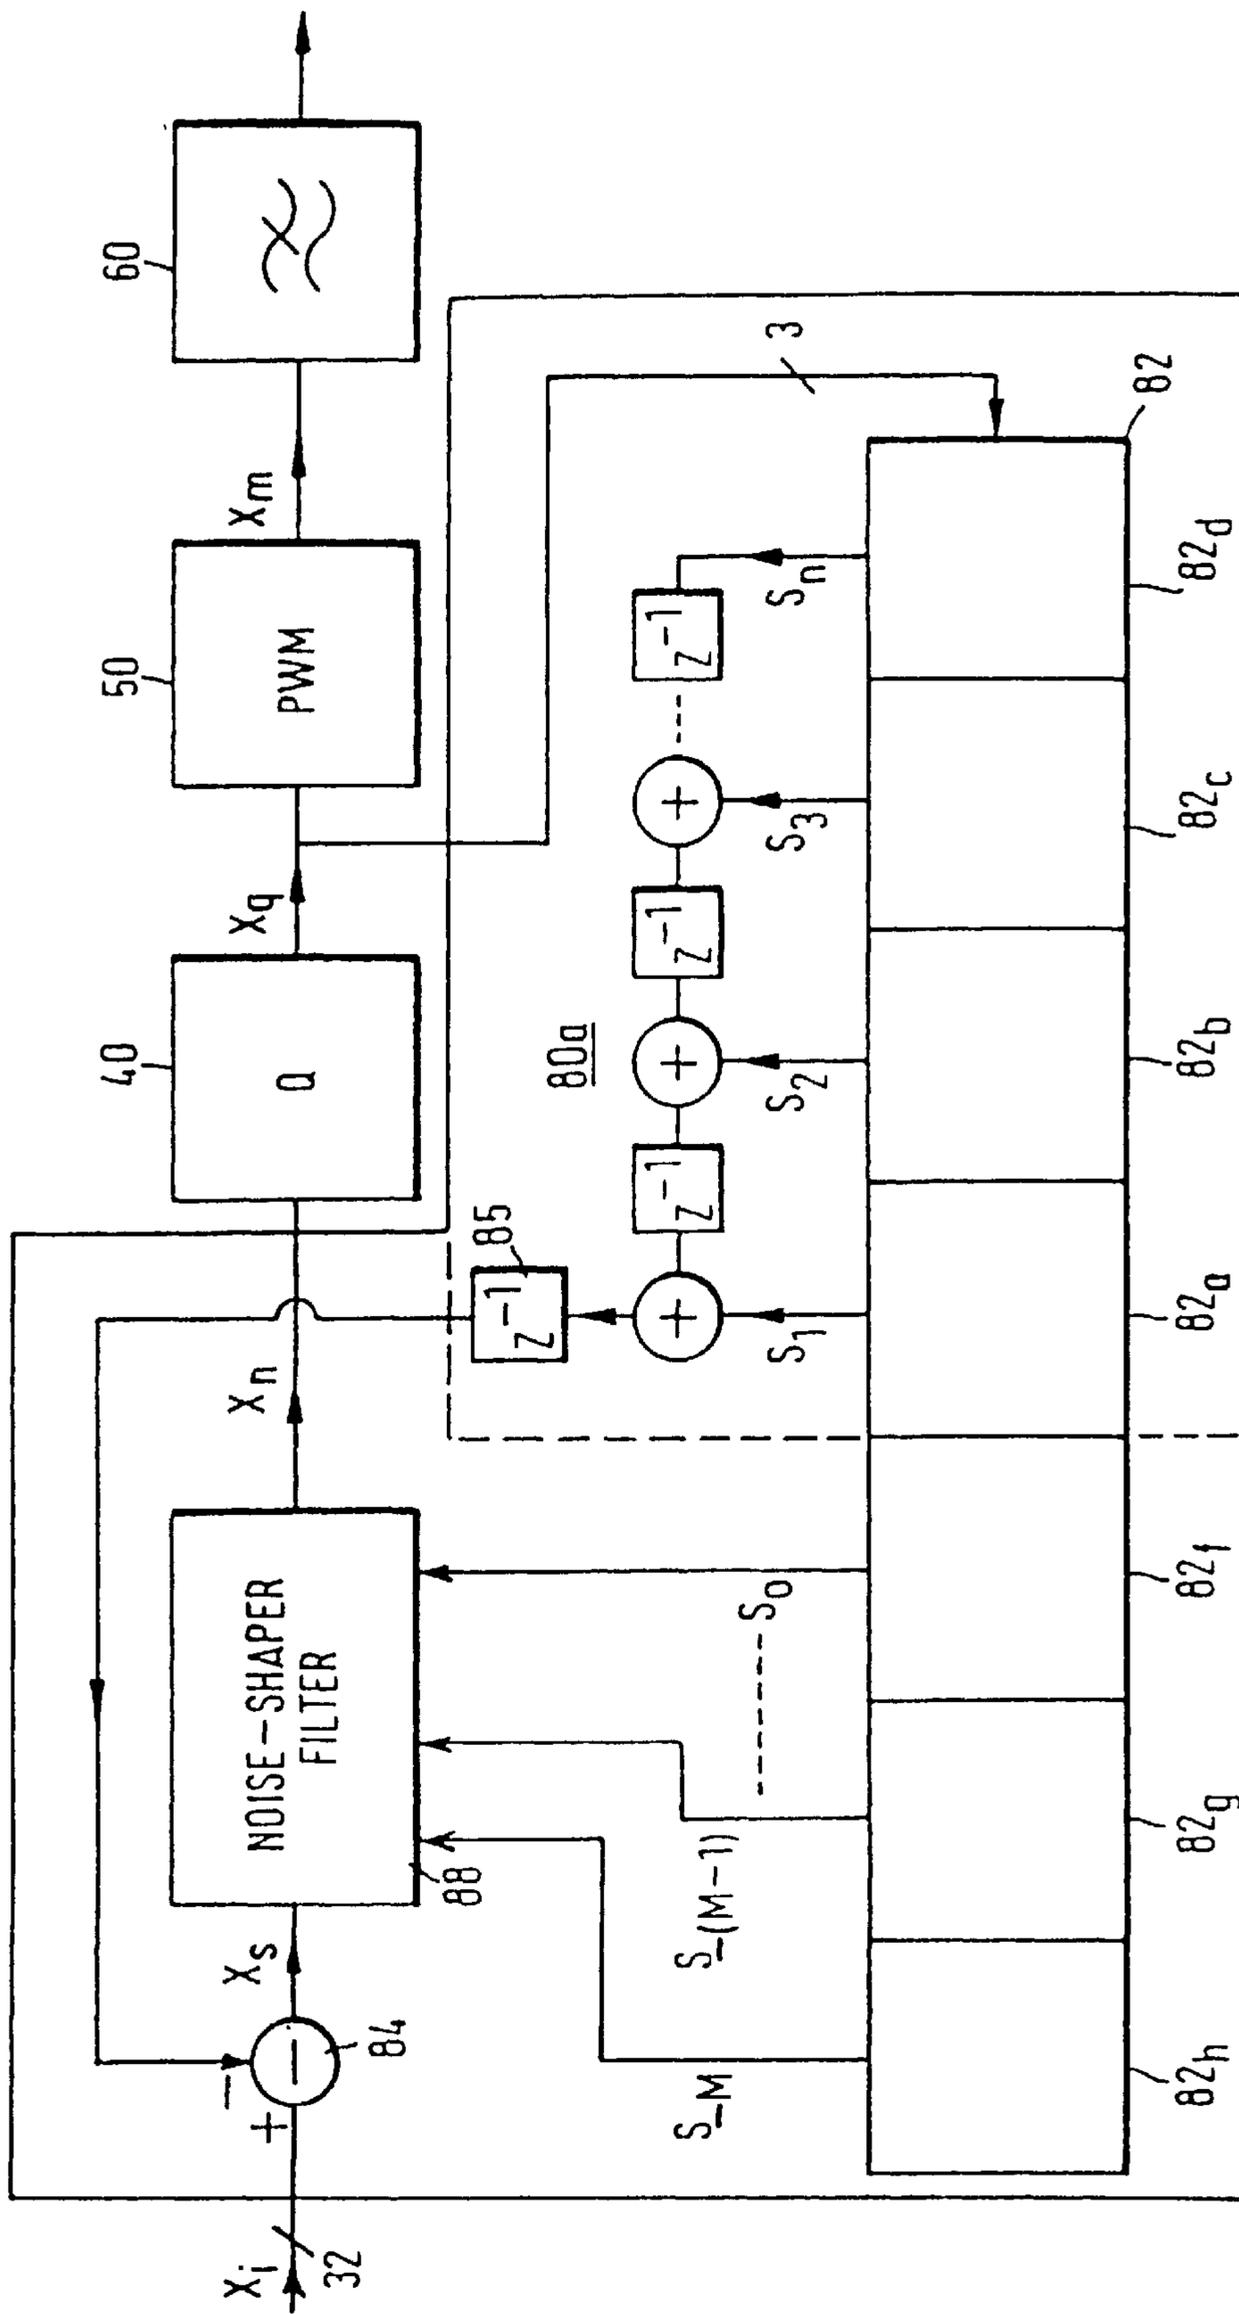 60
50
40
PWM
Q
NOISE-SHAPER
FILTER
88
X_m
X_q
X_n
X_s
X_i
32
+
−
−
84
3
80a
85
z⁻¹
z⁻¹
z⁻¹
z⁻¹
+
+
+
S_1
S_2
S_3
S_n
S_0
S_-(M-1)
S_-M
82
82_h
82_g
82_f
82_a
82_b
82_c
82_d